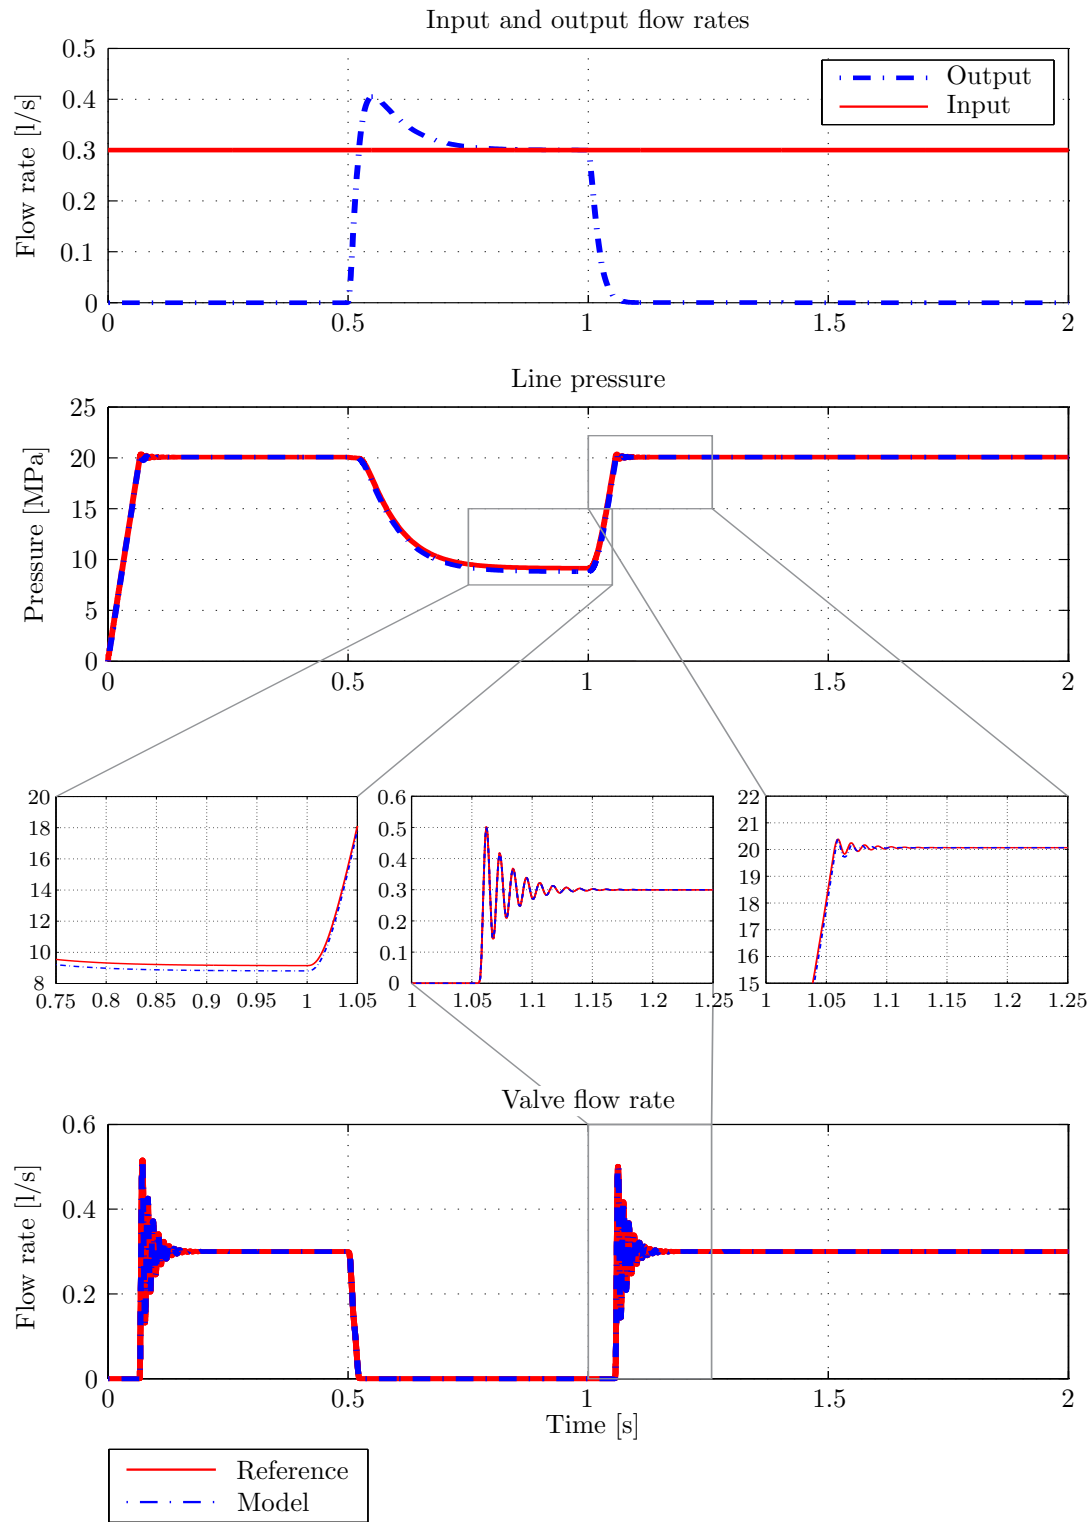 Input and output flow rates
Flow rate [l/s]
0.5
0.4
0.3
0.2
0.1
0
Output
Input
0 0.5 1 1.5 2
Line pressure
Pressure [MPa]
25
20
15
10
5
0
0 0.5 1 1.5 2
20
18
16
14
12
10
8
0.75 0.8 0.85 0.9 0.95 1 1.05
0.6
0.5
0.4
0.3
0.2
0.1
0
1 1.05 1.1 1.15 1.2 1.25
22
21
20
19
18
17
16
15
1 1.05 1.1 1.15 1.2 1.25
Valve flow rate
Flow rate [l/s]
0.6
0.4
0.2
0
0 0.5 1 1.5 2
Time [s]
Reference
Model